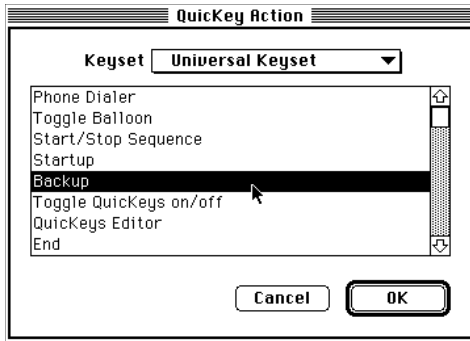 QuicKey Action
Keyset Universal Keyset
Phone Dialer
Toggle Balloon
Start/Stop Sequence
Startup
Backup
Toggle QuicKeys on/off
QuicKeys Editor
End
Cancel OK